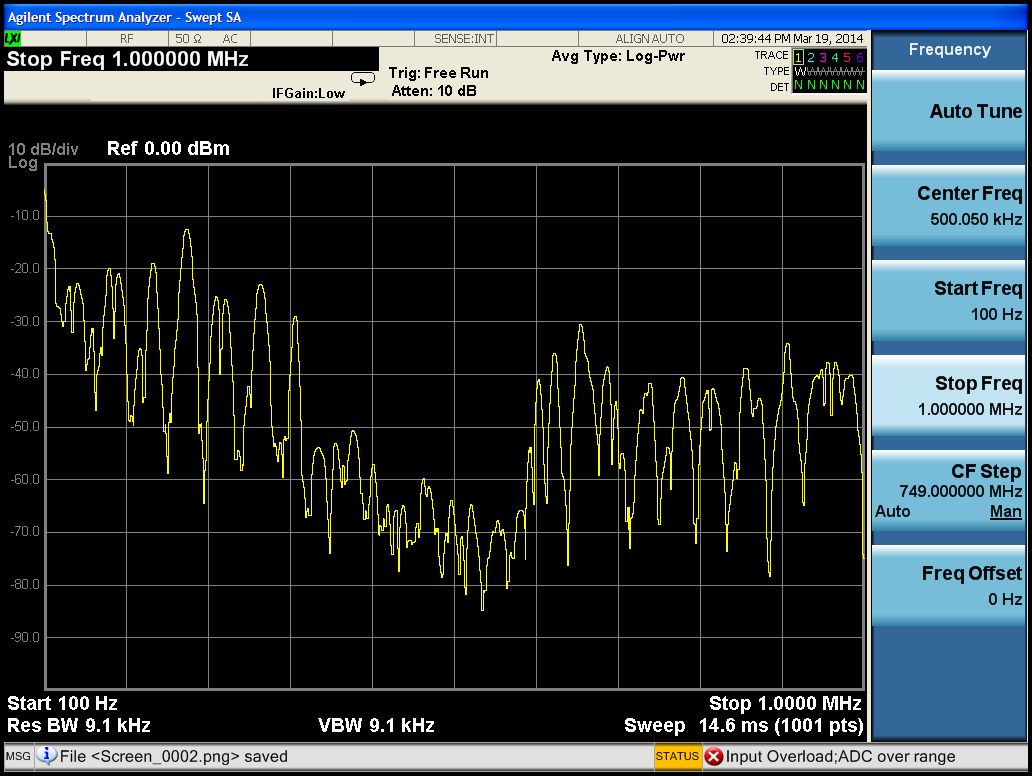 Agilent Spectrum Analyzer - Swept SA
LXI RF 50 Ω AC SENSE:INT ALIGN AUTO 02:39:44 PM Mar 19, 2014
Frequency
Stop Freq 1.000000 MHz
Avg Type: Log-Pwr
TRACE 1 2 3 4 5 6
Trig: Free Run
TYPE W
IFGain:Low
Atten: 10 dB
DET N N N N N N
Auto Tune
10 dB/div Ref 0.00 dBm
Log
Center Freq
500.050 kHz
-10.0
-20.0
-30.0
-40.0
-50.0
-60.0
-70.0
-80.0
-90.0
Start Freq
100 Hz
Stop Freq
1.000000 MHz
CF Step
749.000000 MHz
Auto Man
Freq Offset
0 Hz
Start 100 Hz Stop 1.0000 MHz
Res BW 9.1 kHz VBW 9.1 kHz Sweep 14.6 ms (1001 pts)
MSG File <Screen_0002.png> saved STATUS Input Overload;ADC over range